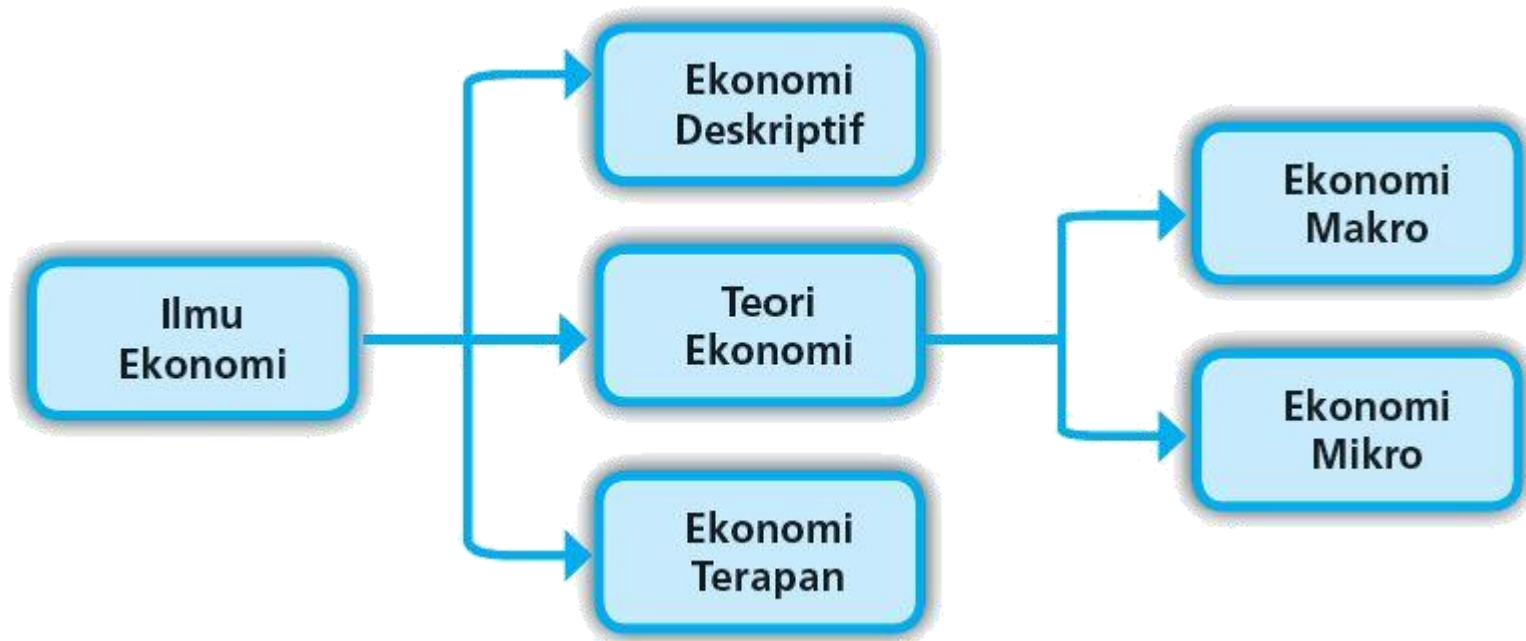 Ilmu
Ekonomi
Ekonomi
Deskriptif
Teori
Ekonomi
Ekonomi
Terapan
Ekonomi
Makro
Ekonomi
Mikro